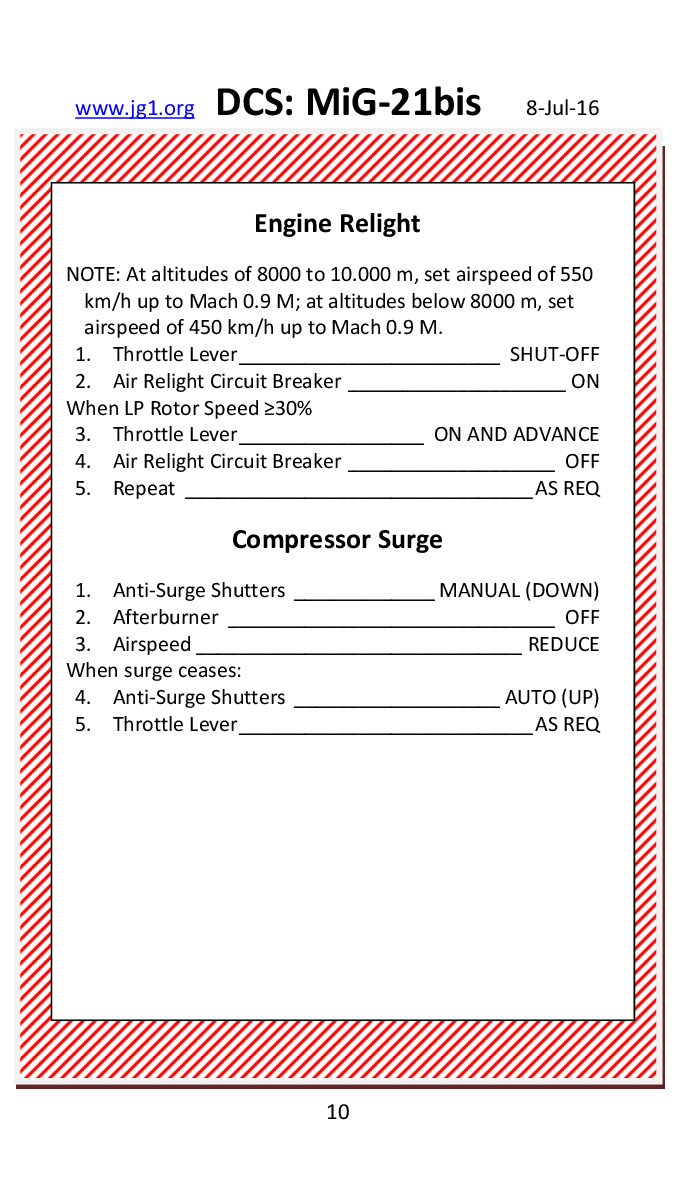 www.jg1.org DCS: MiG-21bis 8-Jul-16
Engine Relight
NOTE: At altitudes of 8000 to 10.000 m, set airspeed of 550
km/h up to Mach 0.9 M; at altitudes below 8000 m, set
airspeed of 450 km/h up to Mach 0.9 M.
1. Throttle Lever________________________ SHUT-OFF
2. Air Relight Circuit Breaker ____________________ ON
When LP Rotor Speed ≥30%
3. Throttle Lever_________________ ON AND ADVANCE
4. Air Relight Circuit Breaker ___________________ OFF
5. Repeat ________________________________AS REQ
Compressor Surge
1. Anti-Surge Shutters _____________ MANUAL (DOWN)
2. Afterburner ______________________________ OFF
3. Airspeed ______________________________ REDUCE
When surge ceases:
4. Anti-Surge Shutters ___________________ AUTO (UP)
5. Throttle Lever___________________________AS REQ
10